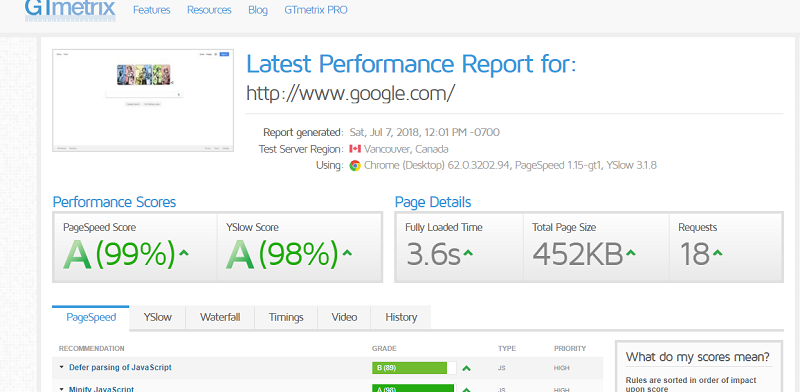 GTmetrix
Features Resources Blog GTmetrix PRO
Latest Performance Report for:
http://www.google.com/
Report generated: Sat, Jul 7, 2018, 12:01 PM -0700
Test Server Region: Vancouver, Canada
Using: Chrome (Desktop) 62.0.3202.94, PageSpeed 1.15-gt1, YSlow 3.1.8
Performance Scores
PageSpeed Score YSlow Score
A (99%) A (98%)
Page Details
Fully Loaded Time Total Page Size Requests
3.6s 452KB 18
PageSpeed YSlow Waterfall Timings Video History
RECOMMENDATION GRADE TYPE PRIORITY
Defer parsing of JavaScript B (89) JS HIGH
Minify JavaScript A (98) JS HIGH
What do my scores mean?
Rules are sorted in order of impact
upon score